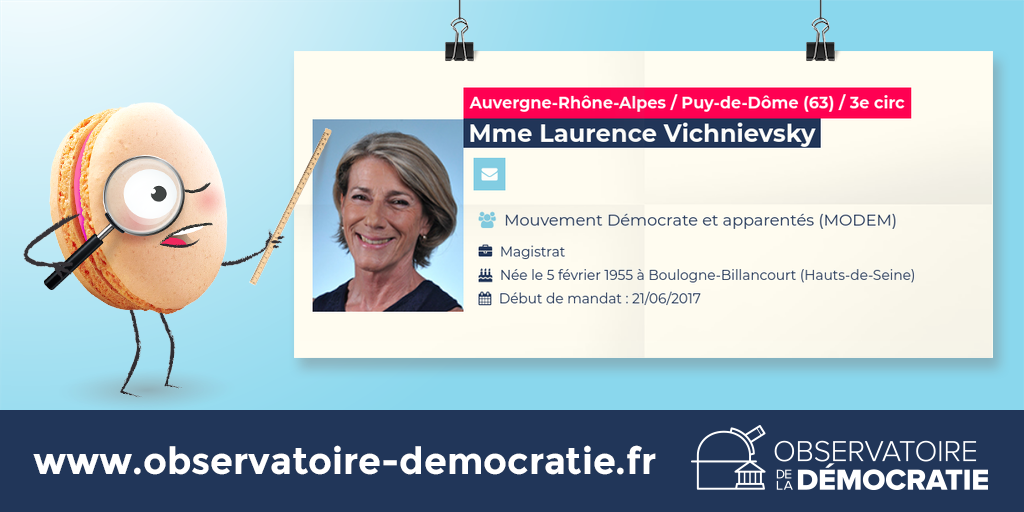 Auvergne-Rhône-Alpes / Puy-de-Dôme (63) / 3e circ
Mme Laurence Vichnievsky
Mouvement Démocrate et apparentés (MODEM)
Magistrat
Née le 5 février 1955 à Boulogne-Billancourt (Hauts-de-Seine)
Début de mandat : 21/06/2017
www.observatoire-democratie.fr
OBSERVATOIRE
DE LA DÉMOCRATIE